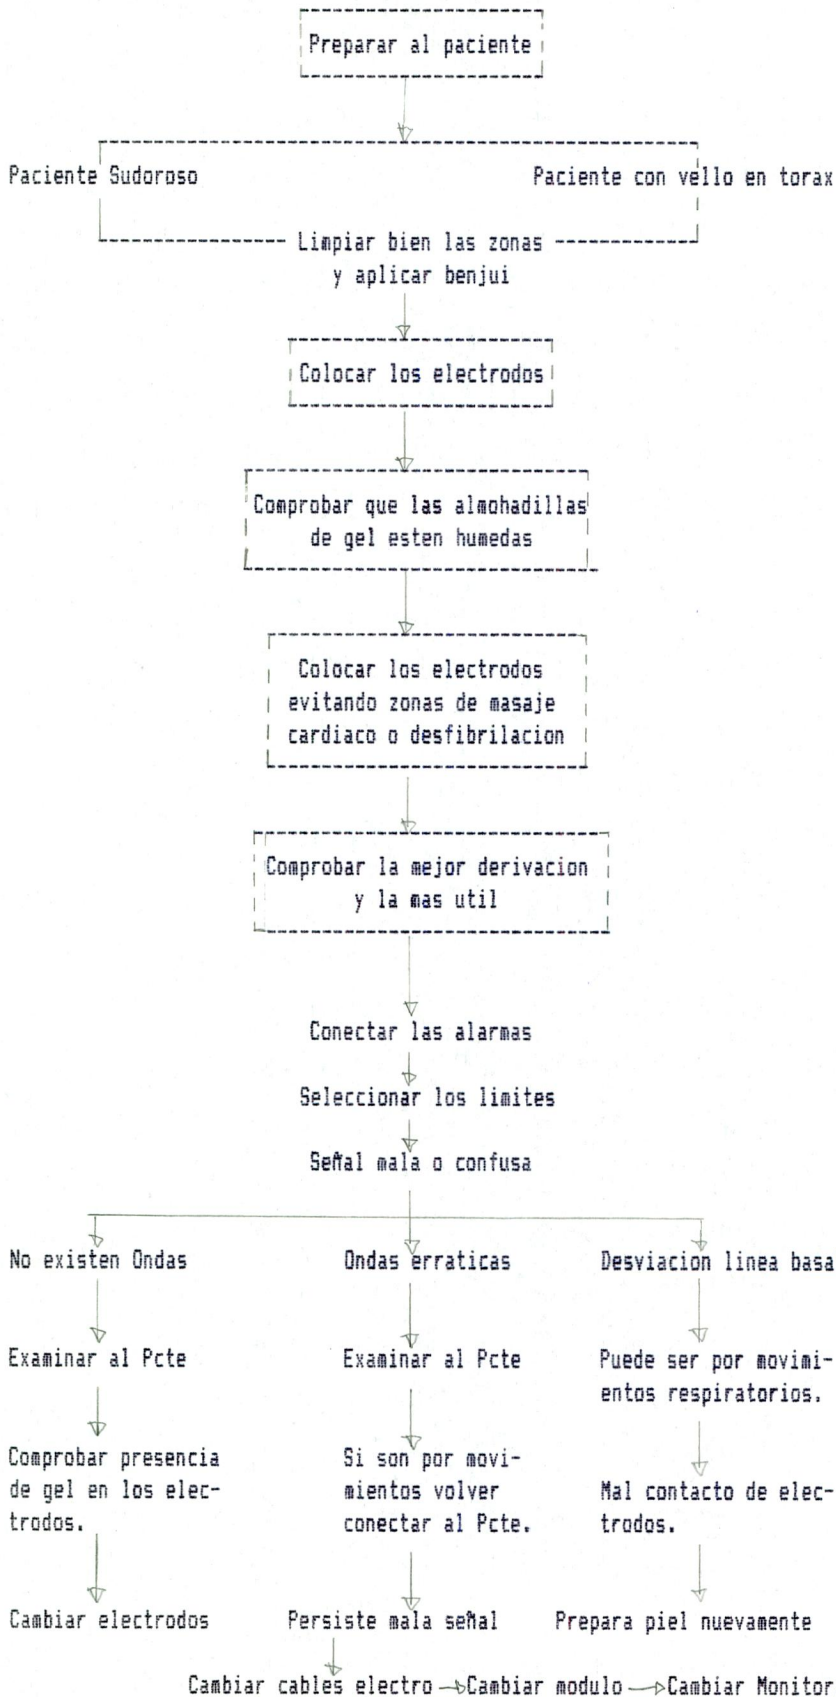 Preparar al paciente
Paciente Sudoroso
Paciente con vello en torax
Limpiar bien las zonas
y aplicar benjui
Colocar los electrodos
Comprobar que las almohadillas
de gel esten humedas
Colocar los electrodos
evitando zonas de masaje
cardiaco o desfibrilacion
Comprobar la mejor derivacion
y la mas util
Conectar las alarmas
Seleccionar los limites
Señal mala o confusa
No existen Ondas
Examinar al Pcte
Comprobar presencia
de gel en los elec-
trodos.
Cambiar electrodos
Ondas erraticas
Examinar al Pcte
Si son por movi-
mientos volver
conectar al Pcte.
Persiste mala señal
Desviacion linea basa
Puede ser por movimi-
entos respiratorios.
Mal contacto de elec-
trodos.
Prepara piel nuevamente
Cambiar cables electro
Cambiar modulo
Cambiar Monitor